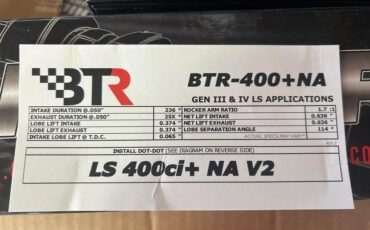 BTR
BTR-400+NA
GEN III & IV LS APPLICATIONS
INTAKE DURATION @.050" 236 ° ROCKER ARM RATIO 1.7 :1
EXHAUST DURATION @.050" 25X ° NET LIFT INTAKE 0.636 "
LOBE LIFT INTAKE 0.374 " NET LIFT EXHAUST 0.636 "
LOBE LIFT EXHAUST 0.374 " LOBE SEPARATION ANGLE 114 °
INTAKE LOBE LIFT @ T.D.C. 0.065 " ACTUAL SPECS MAY VARY*
INSTALL DOT-DOT (SEE DIAGRAM ON REVERSE SIDE)
LS 400ci+ NA V2